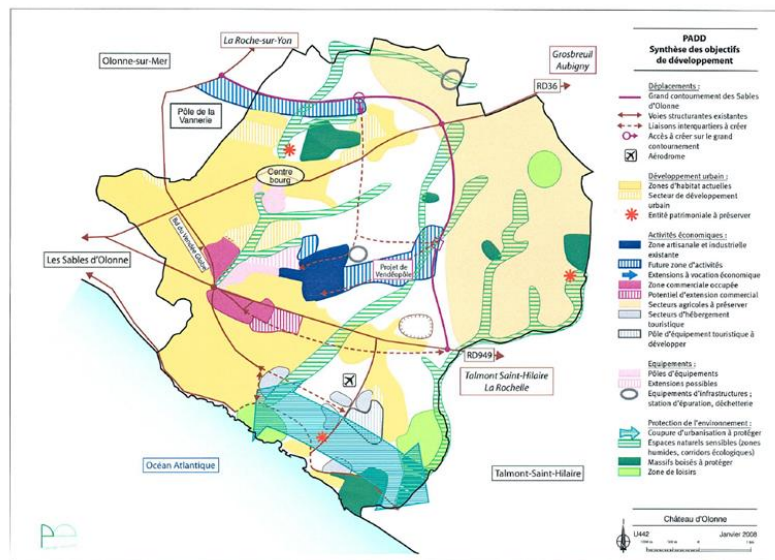 La Roche-sur-Yon
Olonne-sur-Mer
Grosbreuil
Aubigny
RD36
Pôle de la
Vannerie
Centre
bourg
Bd du Vendée Globe
Les Sables d'Olonne
Projet de
Vendéopôle
RD949
Talmont Saint-Hilaire
La Rochelle
Océan Atlantique
Talmont-Saint-Hilaire
PADD
Synthèse des objectifs
de développement
Déplacements :
Grand contournement des Sables
d'Olonne
Voies structurantes existantes
Liaisons interquartiers à créer
Accès à créer sur le grand
contournement
Aérodrome
Développement urbain :
Zones d'habitat actuelles
Secteur de développement
urbain
Entité patrimoniale à préserver
Activités économiques :
Zone artisanale et industrielle
existante
Future zone d'activités
Extensions à vocation économique
Zone commerciale occupée
Potentiel d'extension commercial
Secteurs agricoles à préserver
Secteurs d'hébergement
touristique
Pôle d'équipement touristique à
développer
Equipements :
Pôles d'équipements
Extensions possibles
Equipements d'infrastructures ;
station d'épuration, déchetterie
Protection de l'environnement :
Coupure d'urbanisation à protéger
Espaces naturels sensibles (zones
humides, corridors écologiques)
Massifs boisés à protéger
Zone de loisirs
Château d'Olonne
U442
Janvier 2008